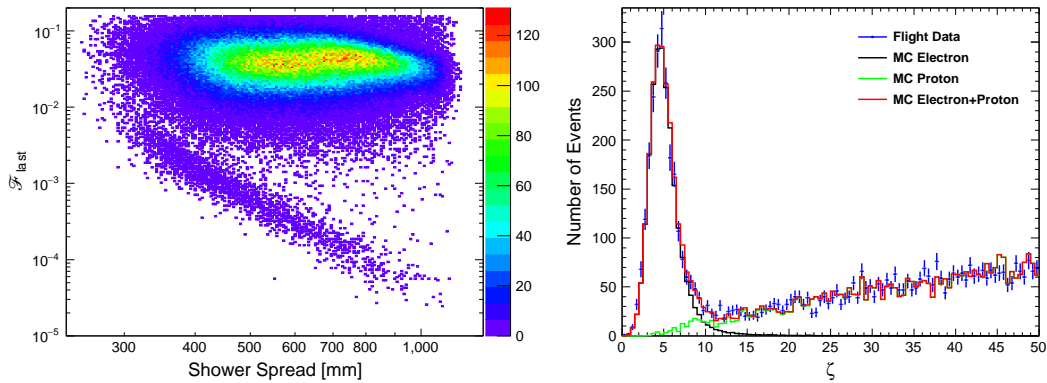 10⁻¹
10⁻²
10⁻³
10⁻⁴
10⁻⁵
ℱ last
300 400 500 600 700 800 1,000
Shower Spread [mm]
120
100
80
60
40
20
0
Number of Events
300
250
200
150
100
50
0
Flight Data
MC Electron
MC Proton
MC Electron+Proton
0 5 10 15 20 25 30 35 40 45 50
ζ